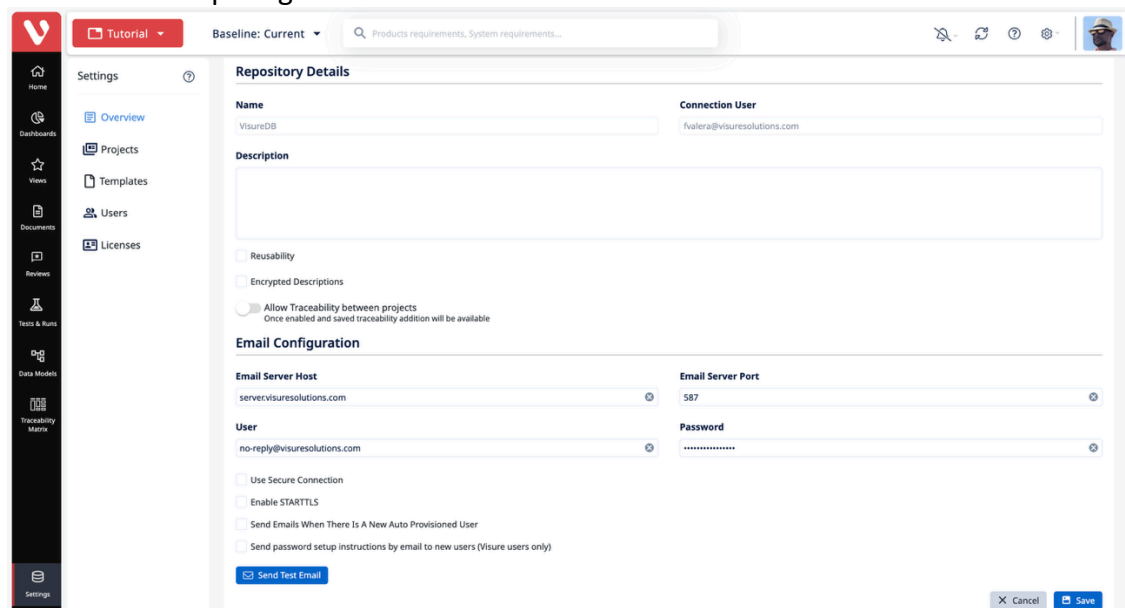 Tutorial
Baseline: Current
Products requirements, System requirements...
Home
Dashboards
Views
Documents
Reviews
Tests & Runs
Data Models
Traceability
Matrix
Settings
Settings
Overview
Projects
Templates
Users
Licenses
Repository Details
Name
Connection User
VisureDB
fvalera@visuresolutions.com
Description
Reusability
Encrypted Descriptions
Allow Traceability between projects
Once enabled and saved traceability addition will be available
Email Configuration
Email Server Host
Email Server Port
server.visuresolutions.com
587
User
Password
no-reply@visuresolutions.com
••••••••••••••••
Use Secure Connection
Enable STARTTLS
Send Emails When There Is A New Auto Provisioned User
Send password setup instructions by email to new users (Visure users only)
Send Test Email
Cancel
Save